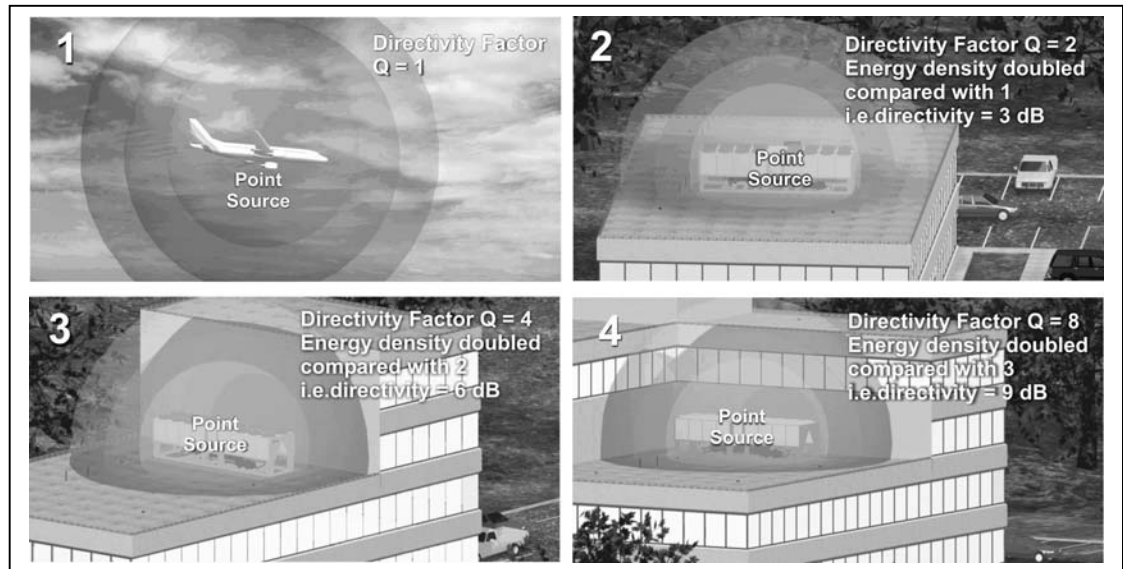 1
Directivity Factor
Q = 1
Point
Source
2
Directivity Factor Q = 2
Energy density doubled
compared with 1
i.e.directivity = 3 dB
Point
Source
3
Directivity Factor Q = 4
Energy density doubled
compared with 2
i.e.directivity = 6 dB
Point
Source
4
Directivity Factor Q = 8
Energy density doubled
compared with 3
i.e.directivity = 9 dB
Point
Source